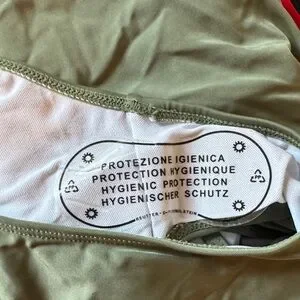 PROTEZIONE IGIENICA
PROTECTION HYGIENIQUE
HYGIENIC PROTECTION
HYGIENISCHER SCHUTZ